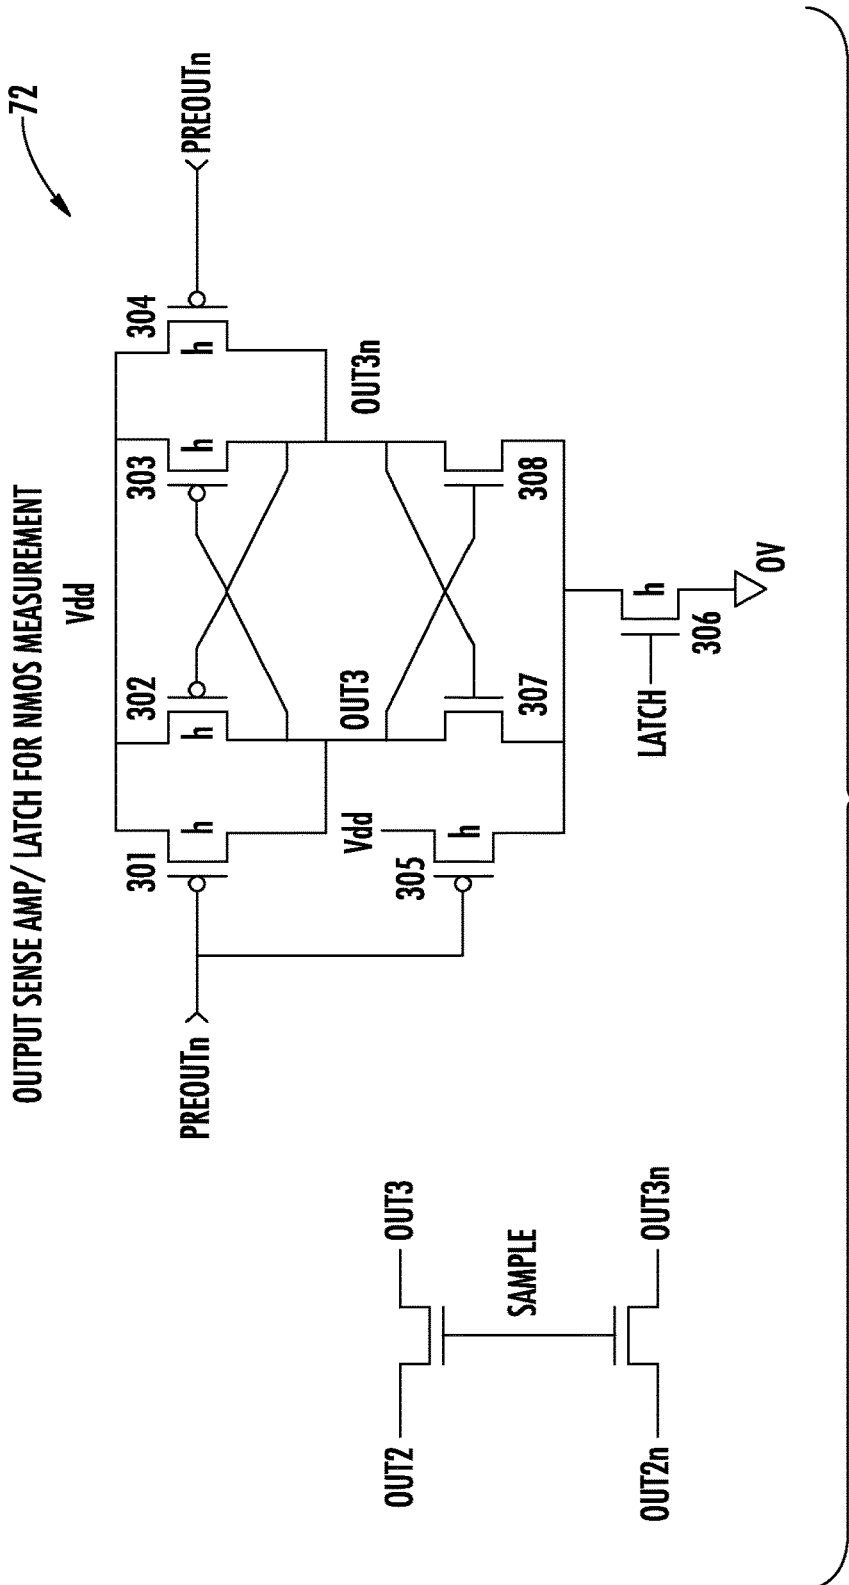 OUTPUT SENSE AMP/ LATCH FOR NMOS MEASUREMENT
72
Vdd
301
302
303
304
h
h
h
h
PREOUTn
PREOUTn
OUT3
OUT3n
Vdd
305
h
307
308
LATCH
306
h
0V
OUT2
OUT3
SAMPLE
OUT2n
OUT3n